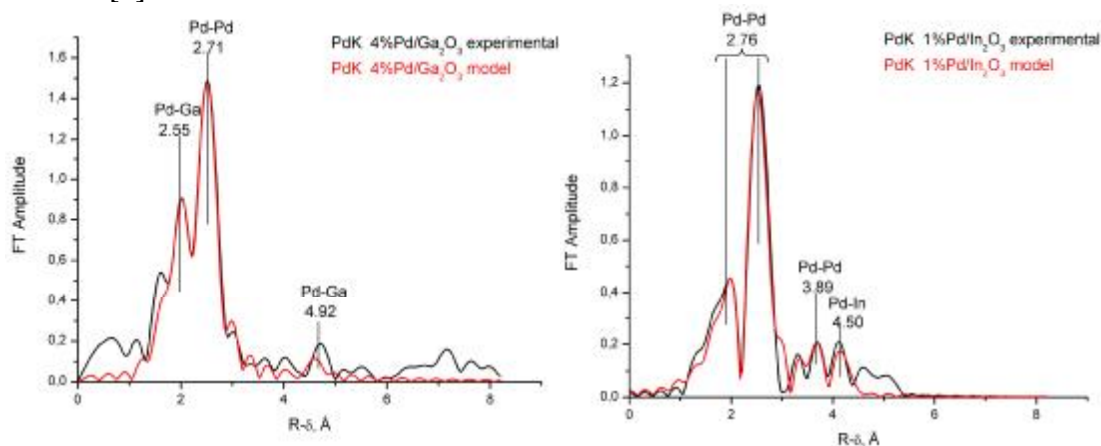 Pd-Pd
2.71
PdK 4%Pd/Ga2O3 experimental
PdK 4%Pd/Ga2O3 model
Pd-Ga
2.55
Pd-Ga
4.92
FT Amplitude
1,6
1,4
1,2
1,0
0,8
0,6
0,4
0,2
0,0
0
2
4
6
8
R-δ, Å
Pd-Pd
2.76
PdK 1%Pd/In2O3 experimental
PdK 1%Pd/In2O3 model
Pd-Pd
3.89
Pd-In
4.50
FT Amplitude
1,2
1,0
0,8
0,6
0,4
0,2
0,0
0
2
4
6
8
R-δ, Å